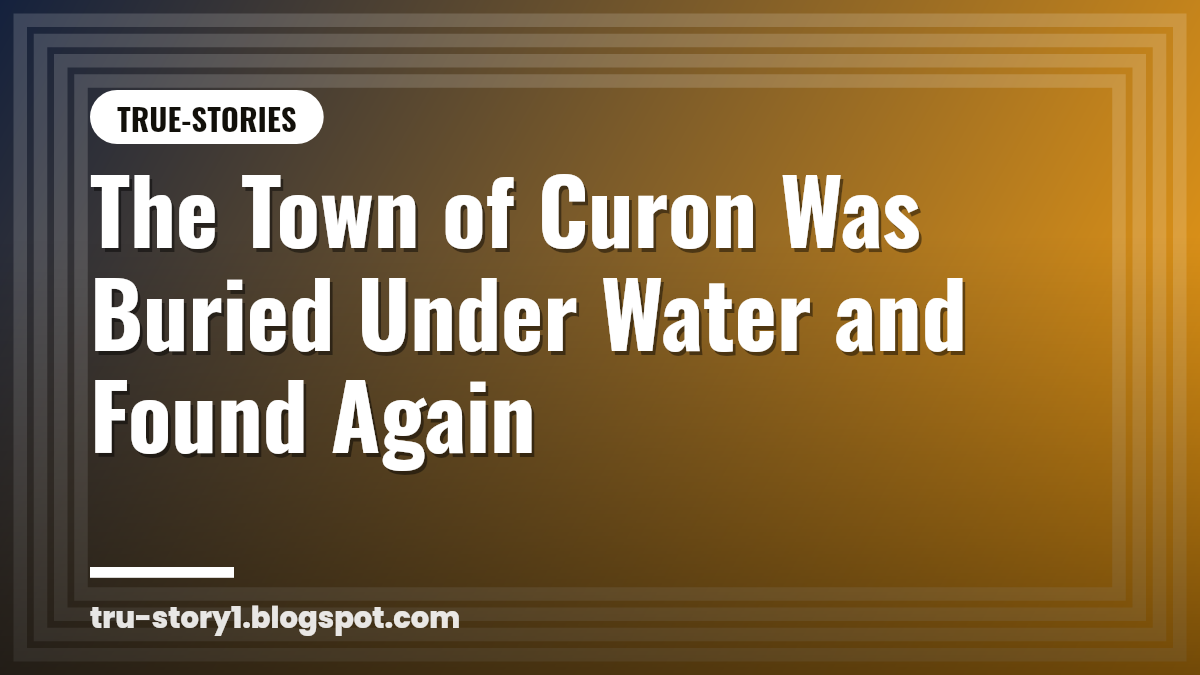 TRUE-STORIES
The Town of Curon Was
Buried Under Water and
Found Again
tru-story1.blogspot.com